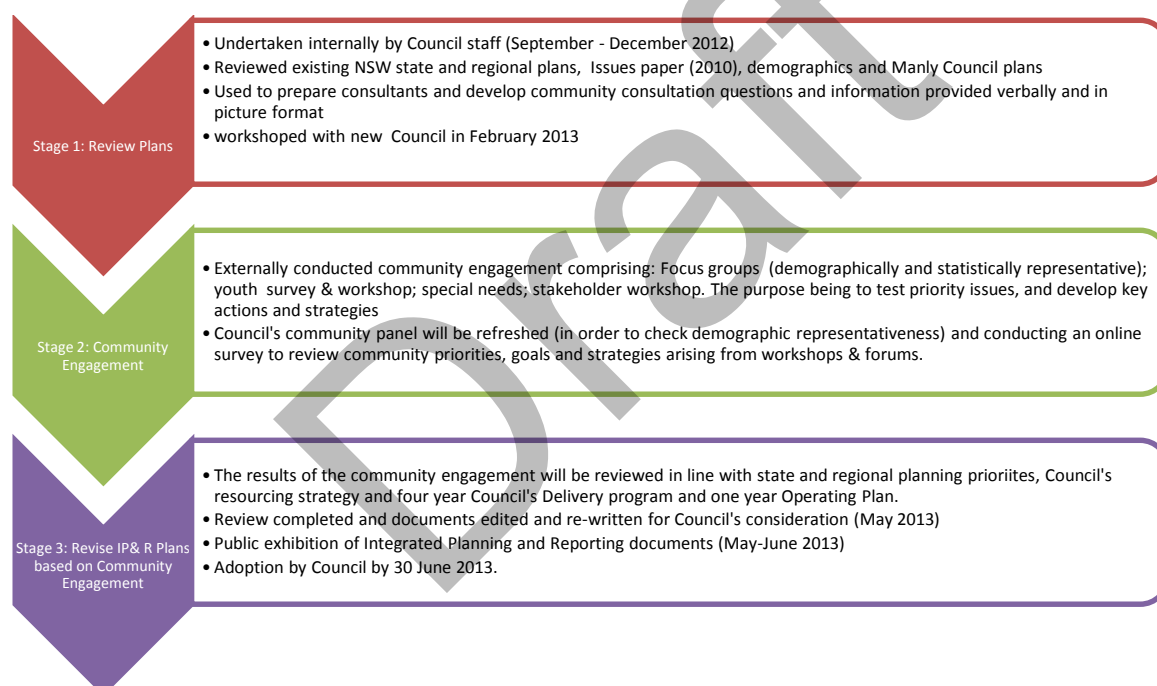 • Undertaken internally by Council staff (September - December 2012)
• Reviewed existing NSW state and regional plans,  Issues paper (2010), demographics and Manly Council plans
• Used to prepare consultants and develop community consultation questions and information provided verbally and in
picture format
• workshoped with new  Council in February 2013
Stage 1: Review Plans
• Externally conducted community engagement comprising: Focus groups  (demographically and statistically representative);
youth  survey & workshop; special needs; stakeholder workshop. The purpose being to test priority issues, and develop key
actions and strategies
• Council's community panel will be refreshed (in order to check demographic representativeness) and conducting an online
survey to review community priorities, goals and strategies arising from workshops & forums.
Stage 2: Community
Engagement
• The results of the community engagement will be reviewed in line with state and regional planning prioriites, Council's
resourcing strategy and four year Council's Delivery program and one year Operating Plan.
• Review completed and documents edited and re-written for Council's consideration (May 2013)
• Public exhibition of Integrated Planning and Reporting documents (May-June 2013)
• Adoption by Council by 30 June 2013.
Stage 3: Revise IP& R Plans
based on Community
Engagement
Draft